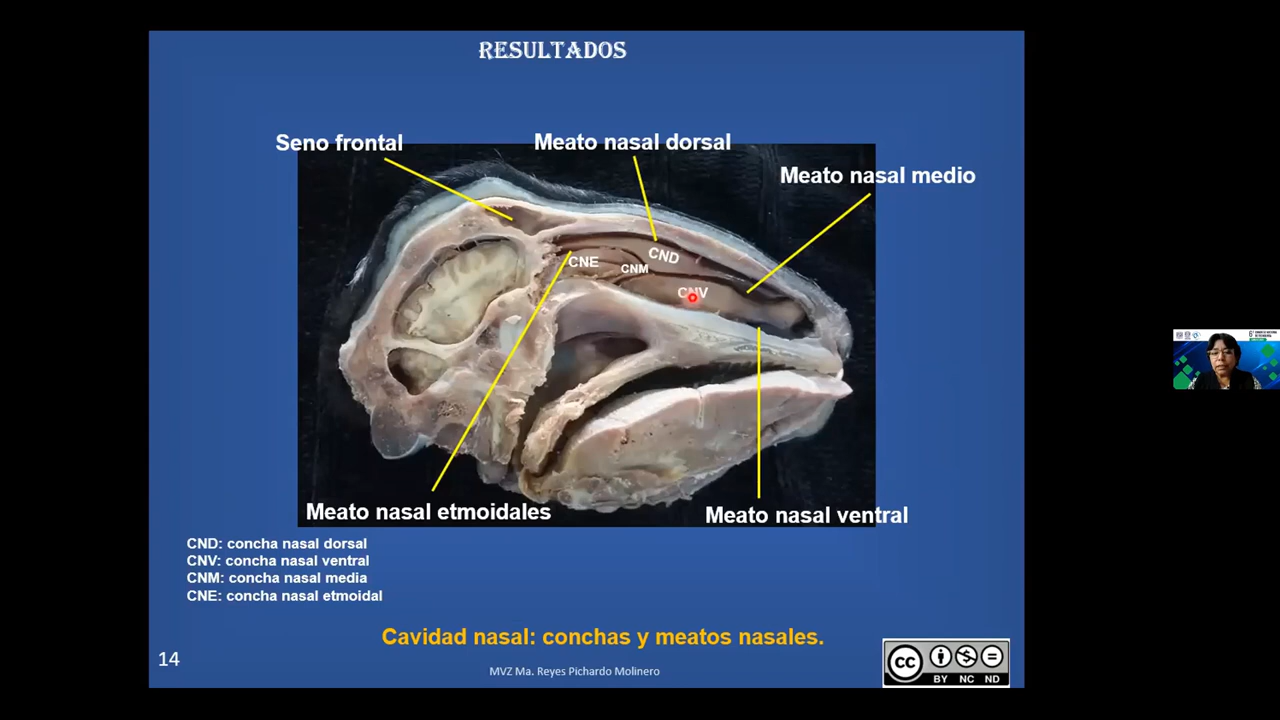 RESULTADOS
Seno frontal
Meato nasal dorsal
Meato nasal medio
CNE
CNM
CND
CNV
Meato nasal etmoidales
Meato nasal ventral
CND: concha nasal dorsal
CNV: concha nasal ventral
CNM: concha nasal media
CNE: concha nasal etmoidal
Cavidad nasal: conchas y meatos nasales.
14
MVZ Ma. Reyes Pichardo Molinero
cc
BY NC ND